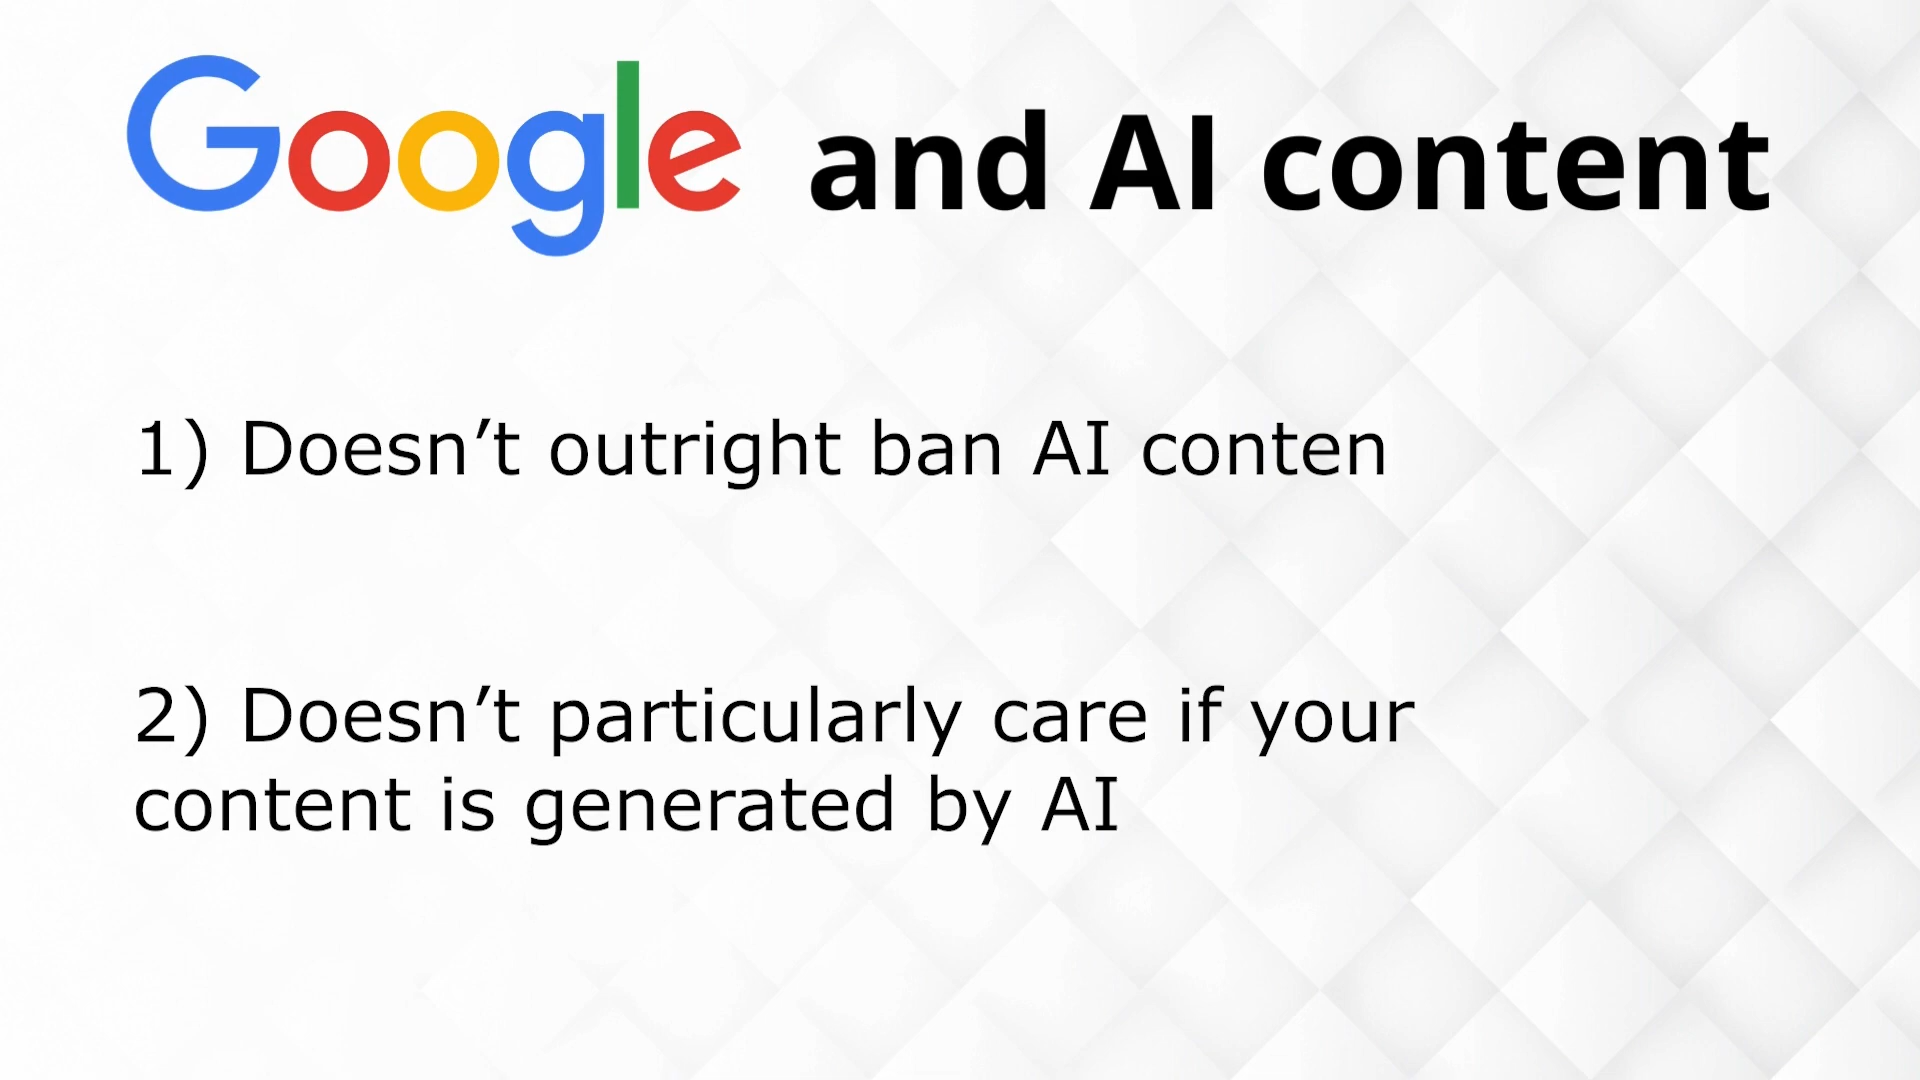 Google and AI content
1) Doesn’t outright ban AI conten
2) Doesn’t particularly care if your
content is generated by AI